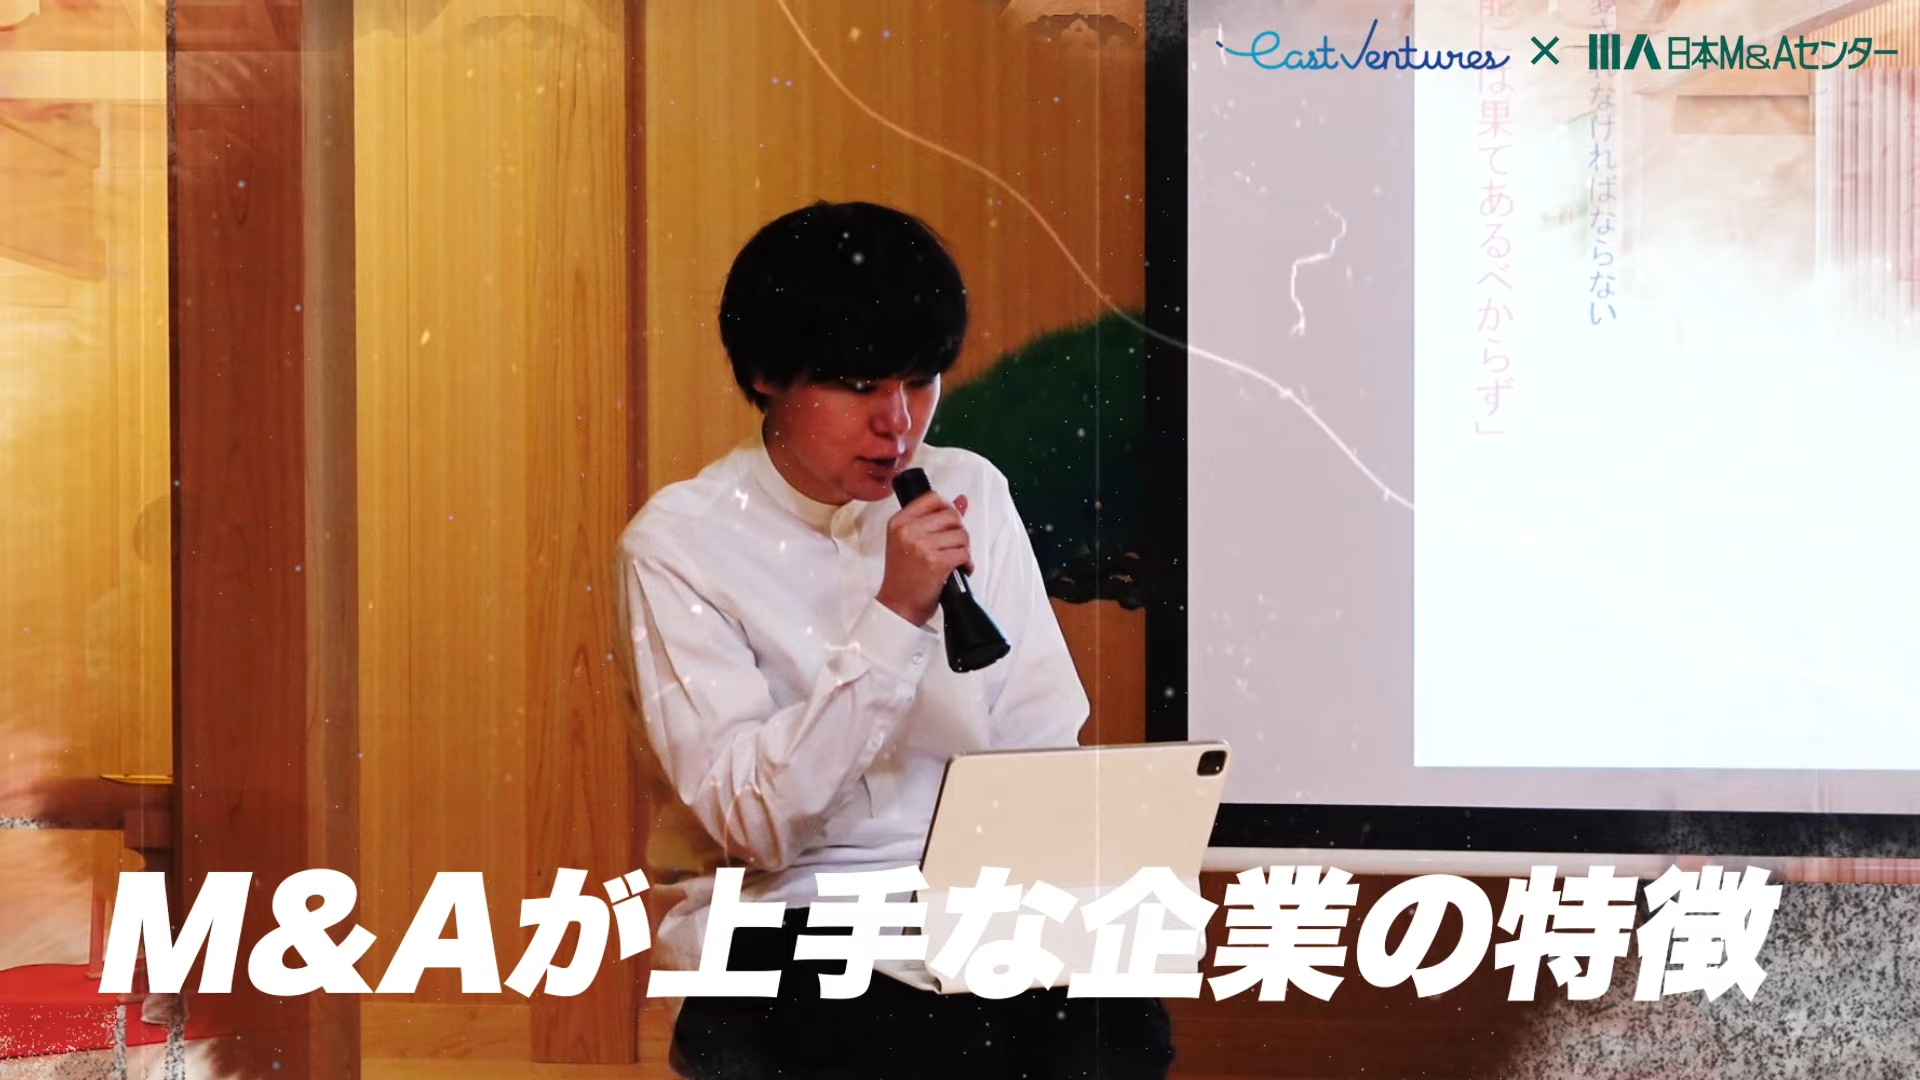 East Ventures × 日本M&Aセンター
なければならない
は果てあるべからず」
M&Aが上手な企業の特徴